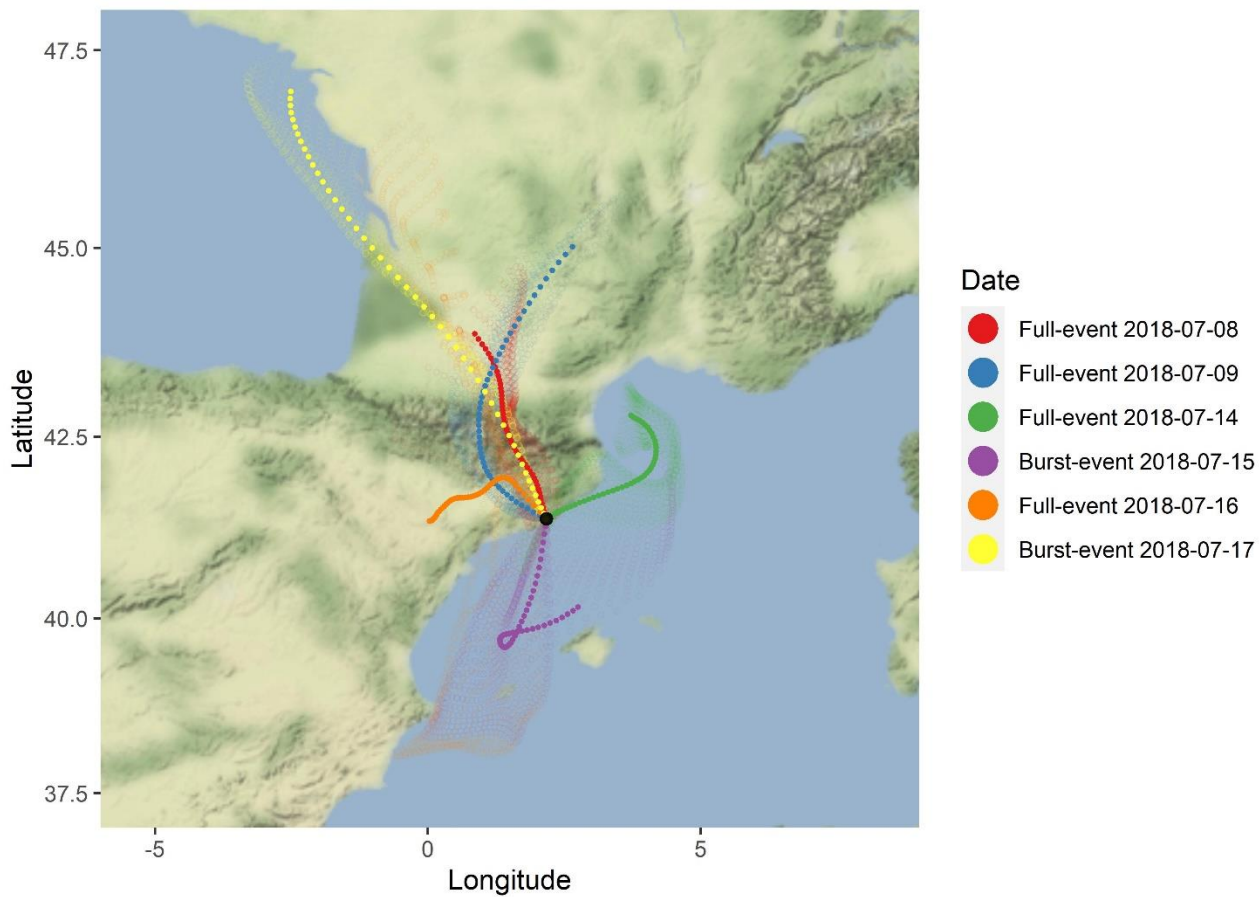 47.5
45.0
42.5
40.0
37.5
Latitude
-5
0
5
Longitude
Date
Full-event 2018-07-08
Full-event 2018-07-09
Full-event 2018-07-14
Burst-event 2018-07-15
Full-event 2018-07-16
Burst-event 2018-07-17